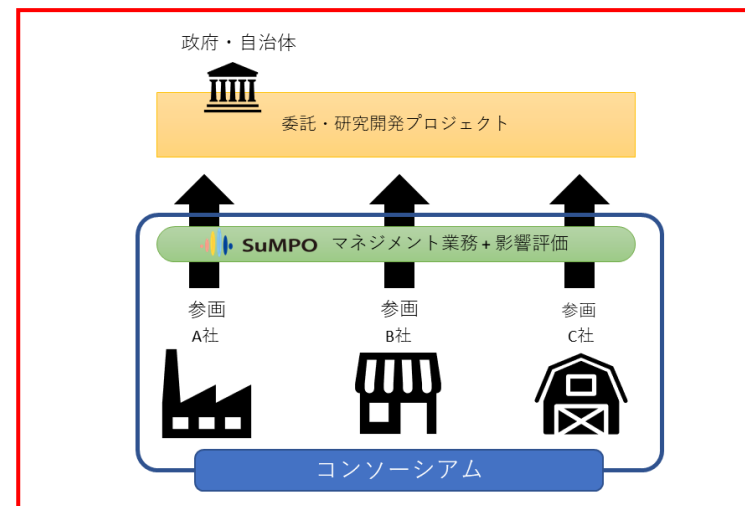 政府・自治体
委託・研究開発プロジェクト
SuMPO マネジメント業務+影響評価
参画 参画 参画
A社 B社 C社
コンソーシアム